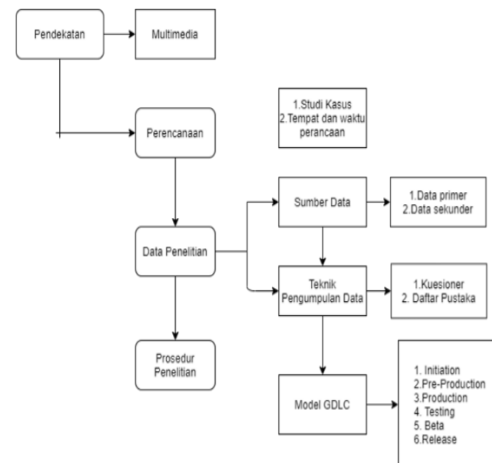 Pendekatan
Multimedia
Perencanaan
1.Studi Kasus
2.Tempat dan waktu
perancaan
Data Penelitian
Sumber Data
1.Data primer
2.Data sekunder
Teknik
Pengumpulan Data
1.Kuesioner
2. Daftar Pustaka
Prosedur
Penelitian
Model GDLC
1. Initiation
2.Pre-Production
3.Production
4. Testing
5. Beta
6.Release